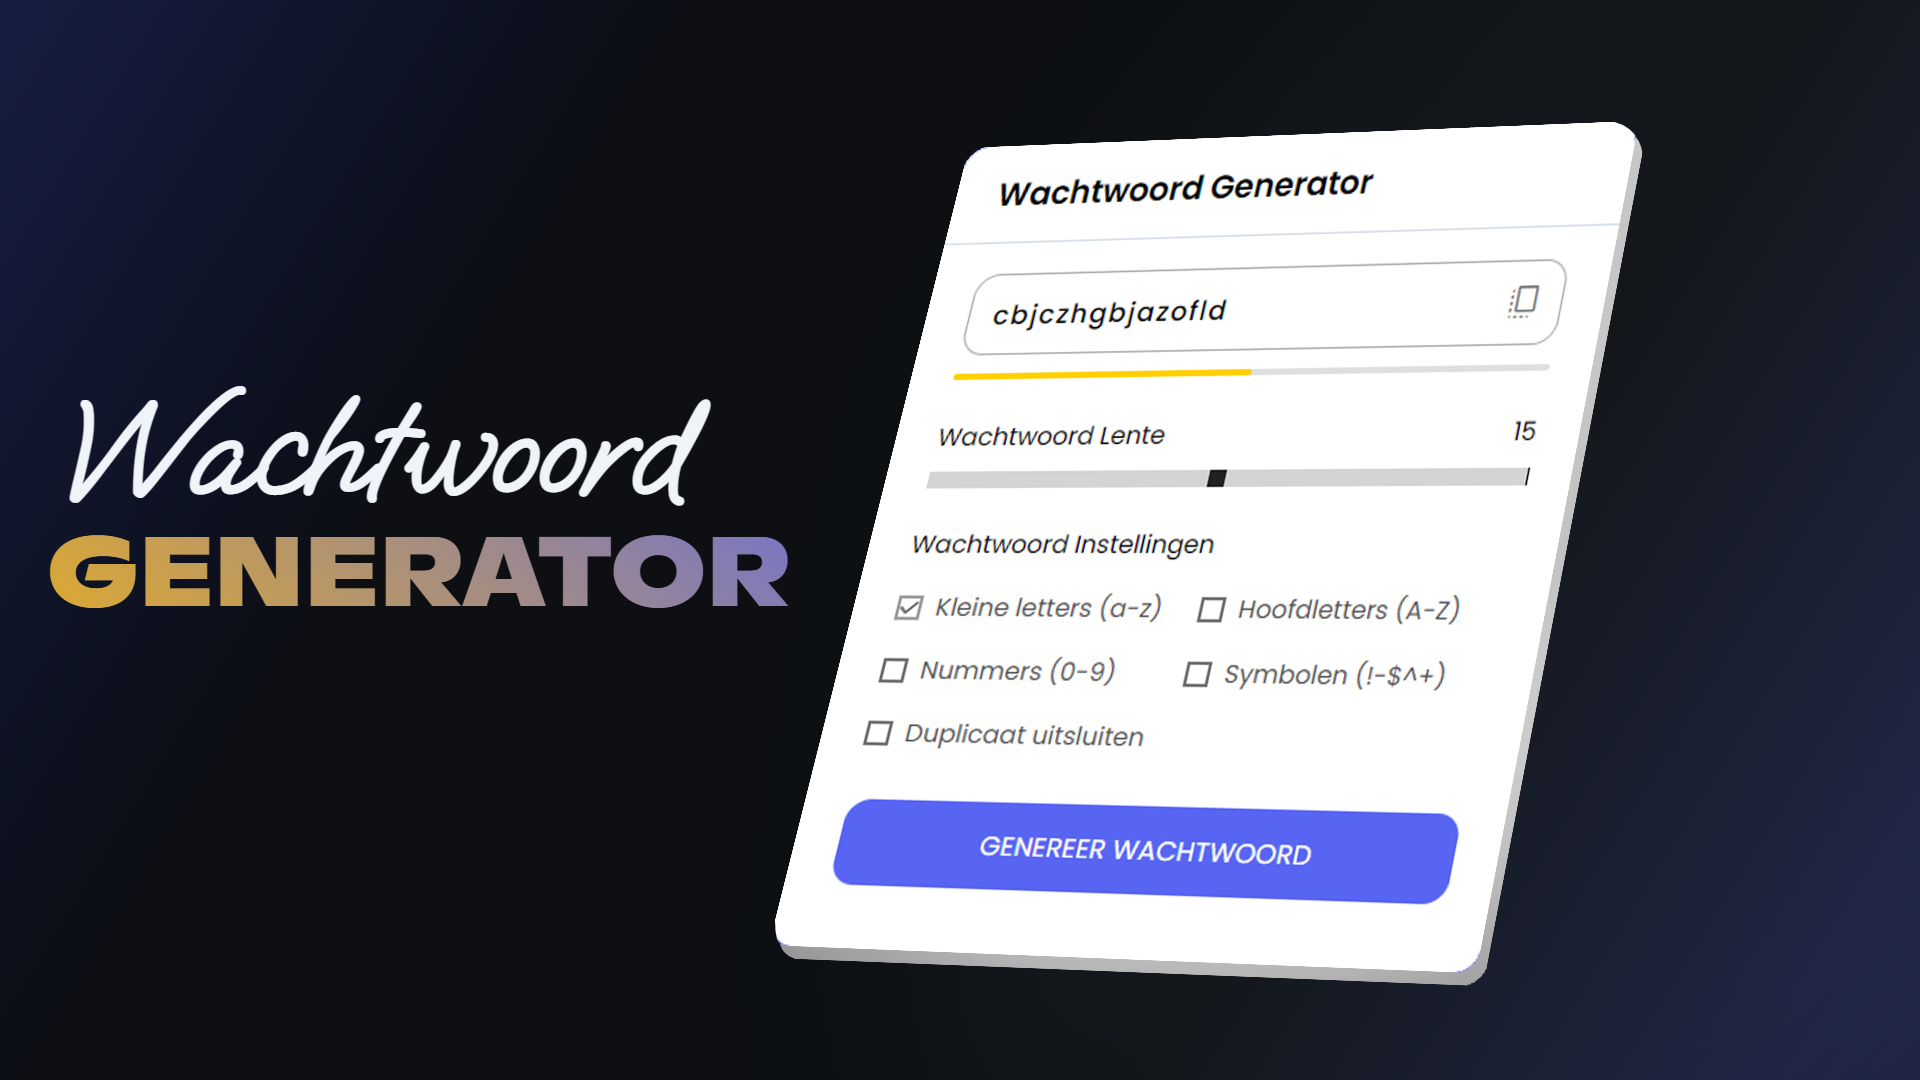 Wachtwoord
GENERATOR
Wachtwoord Generator
cbjczhgbjazofld
Wachtwoord Lente 15
Wachtwoord Instellingen
Kleine letters (a-z) Hoofdletters (A-Z)
Nummers (0-9) Symbolen (!-$^+)
Duplicaat uitsluiten
GENEREER WACHTWOORD